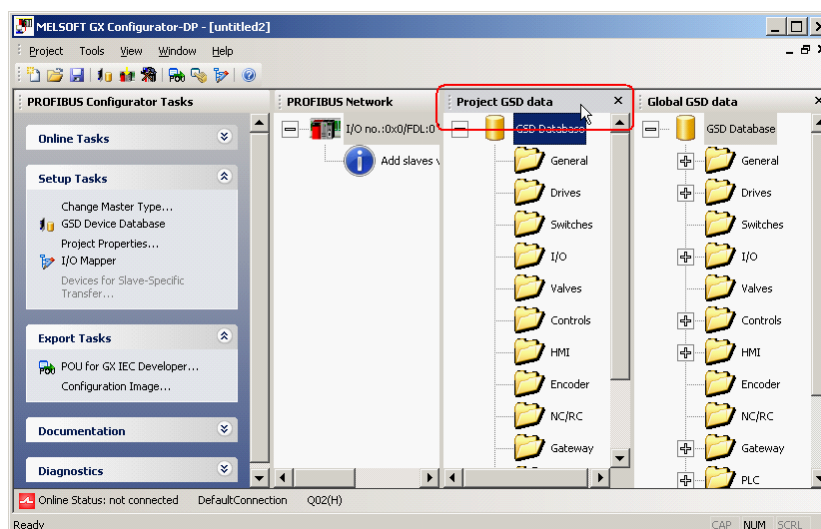 MELSOFT GX Configurator-DP - [untitled2]
Project Tools View Window Help
PROFIBUS Configurator Tasks
Online Tasks
Setup Tasks
Change Master Type...
GSD Device Database
Project Properties...
I/O Mapper
Devices for Slave-Specific
Transfer...
Export Tasks
POU for GX IEC Developer...
Configuration Image...
Documentation
Diagnostics
PROFIBUS Network
I/O no.:0x0/FDL:0
Add slaves
Project GSD data
GSD Database
General
Drives
Switches
I/O
Valves
Controls
HMI
Encoder
NC/RC
Gateway
Global GSD data
GSD Database
General
Drives
Switches
I/O
Valves
Controls
HMI
Encoder
NC/RC
Gateway
PLC
Online Status: not connected DefaultConnection Q02(H)
Ready CAP NUM SCRL